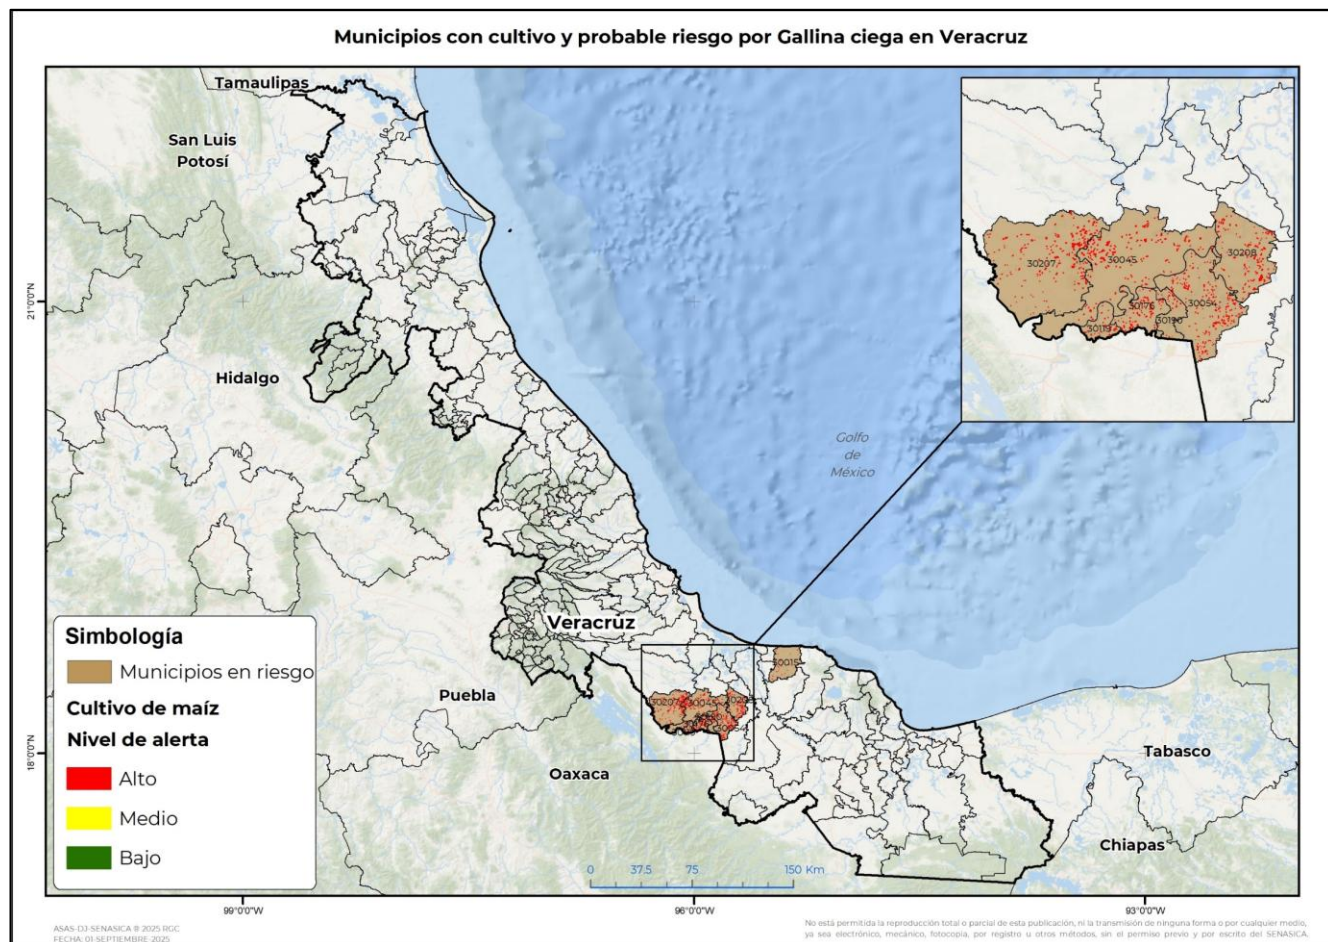 Municipios con cultivo y probable riesgo por Gallina ciega en Veracruz
Tamaulipas
San Luis
Potosí
Hidalgo
Golfo
de
México
30207
30045
30208
30054
30176
30190
30119
Veracruz
30015
Puebla
30207
30045
Oaxaca
Tabasco
Chiapas
Simbología
Municipios en riesgo
Cultivo de maíz
Nivel de alerta
Alto
Medio
Bajo
0 37.5 75 150 Km
21°0'0"N
18°0'0"N
99°0'0"W
96°0'0"W
93°0'0"W
ASAS-DJ-SENASICA ® 2025 RGC
FECHA: 01-SEPTIEMBRE-2025
No está permitida la reproducción total o parcial de esta publicación, ni la transmisión de ninguna forma o por cualquier medio,
ya sea electrónico, mecánico, fotocopia, por registro u otros métodos, sin el permiso previo y por escrito del SENASICA.